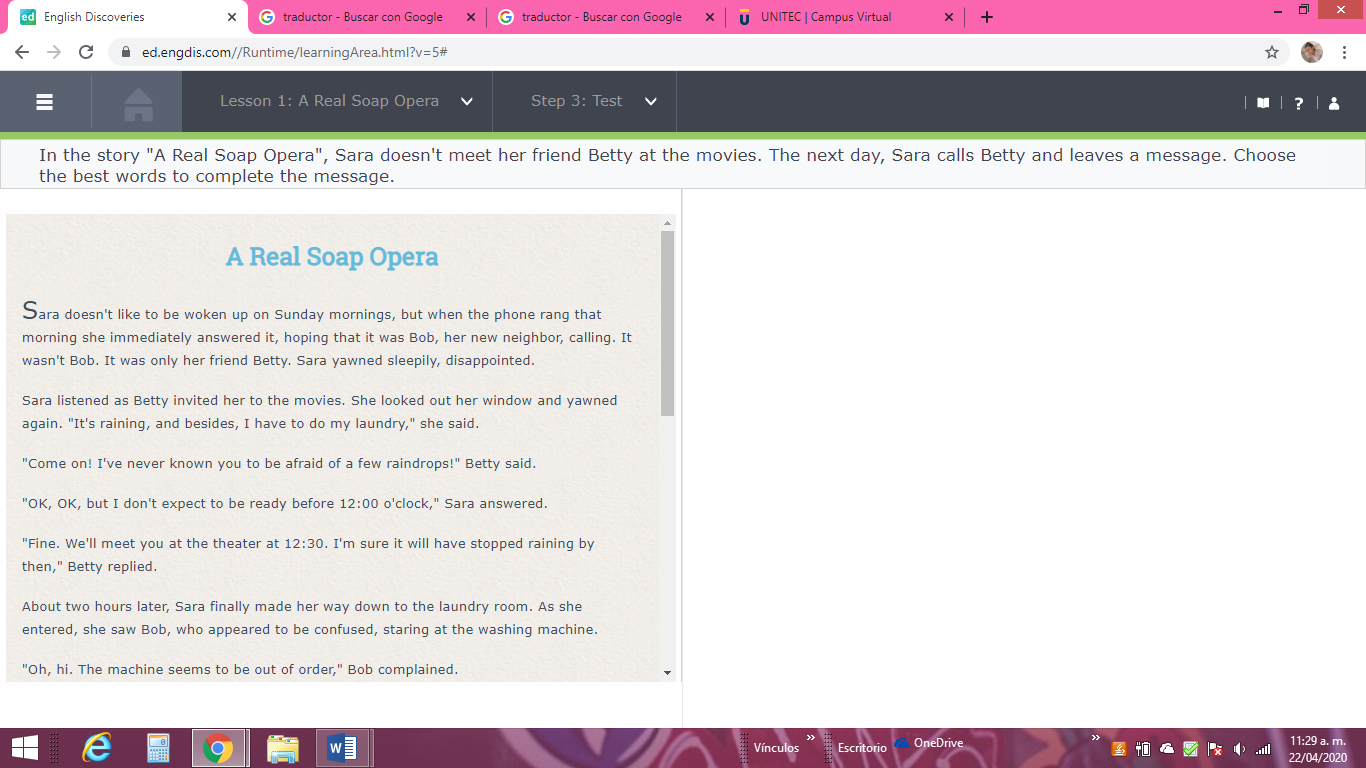 English Discoveries
traductor - Buscar con Google
traductor - Buscar con Google
UNITEC | Campus Virtual
ed.engdis.com//Runtime/learningArea.html?v=5#
Lesson 1: A Real Soap Opera
Step 3: Test
In the story "A Real Soap Opera", Sara doesn't meet her friend Betty at the movies. The next day, Sara calls Betty and leaves a message. Choose
the best words to complete the message.
A Real Soap Opera
Sara doesn't like to be woken up on Sunday mornings, but when the phone rang that
morning she immediately answered it, hoping that it was Bob, her new neighbor, calling. It
wasn't Bob. It was only her friend Betty. Sara yawned sleepily, disappointed.
Sara listened as Betty invited her to the movies. She looked out her window and yawned
again. "It's raining, and besides, I have to do my laundry," she said.
"Come on! I've never known you to be afraid of a few raindrops!" Betty said.
"OK, OK, but I don't expect to be ready before 12:00 o'clock," Sara answered.
"Fine. We'll meet you at the theater at 12:30. I'm sure it will have stopped raining by
then," Betty replied.
About two hours later, Sara finally made her way down to the laundry room. As she
entered, she saw Bob, who appeared to be confused, staring at the washing machine.
"Oh, hi. The machine seems to be out of order," Bob complained.
Vínculos
Escritorio
OneDrive
11:29 a. m.
22/04/2020